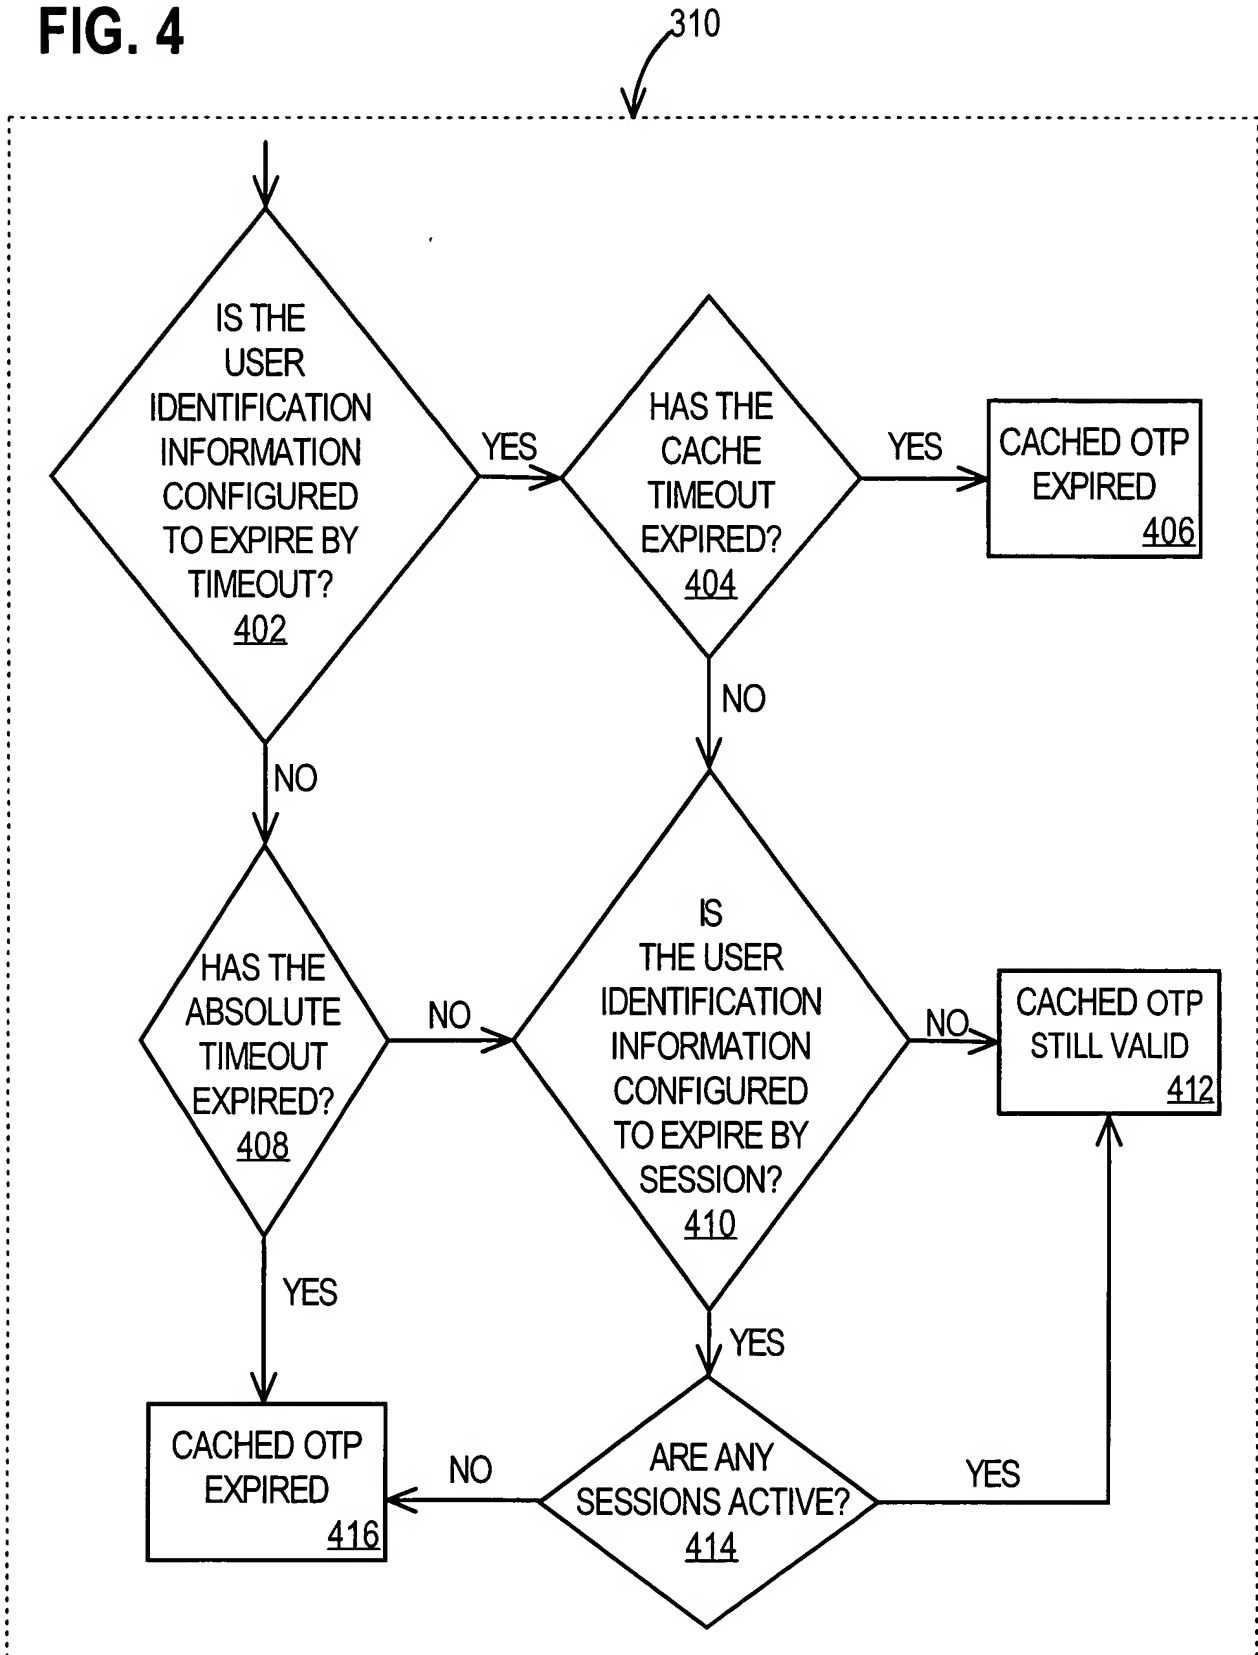 FIG. 4
310
IS THE
USER
IDENTIFICATION
INFORMATION
CONFIGURED
TO EXPIRE BY
TIMEOUT?
402
YES
HAS THE
CACHE
TIMEOUT
EXPIRED?
404
YES
CACHED OTP
EXPIRED
406
NO
NO
HAS THE
ABSOLUTE
TIMEOUT
EXPIRED?
408
NO
IS
THE USER
IDENTIFICATION
INFORMATION
CONFIGURED
TO EXPIRE BY
SESSION?
410
NO
CACHED OTP
STILL VALID
412
YES
YES
CACHED OTP
EXPIRED
416
NO
ARE ANY
SESSIONS ACTIVE?
414
YES